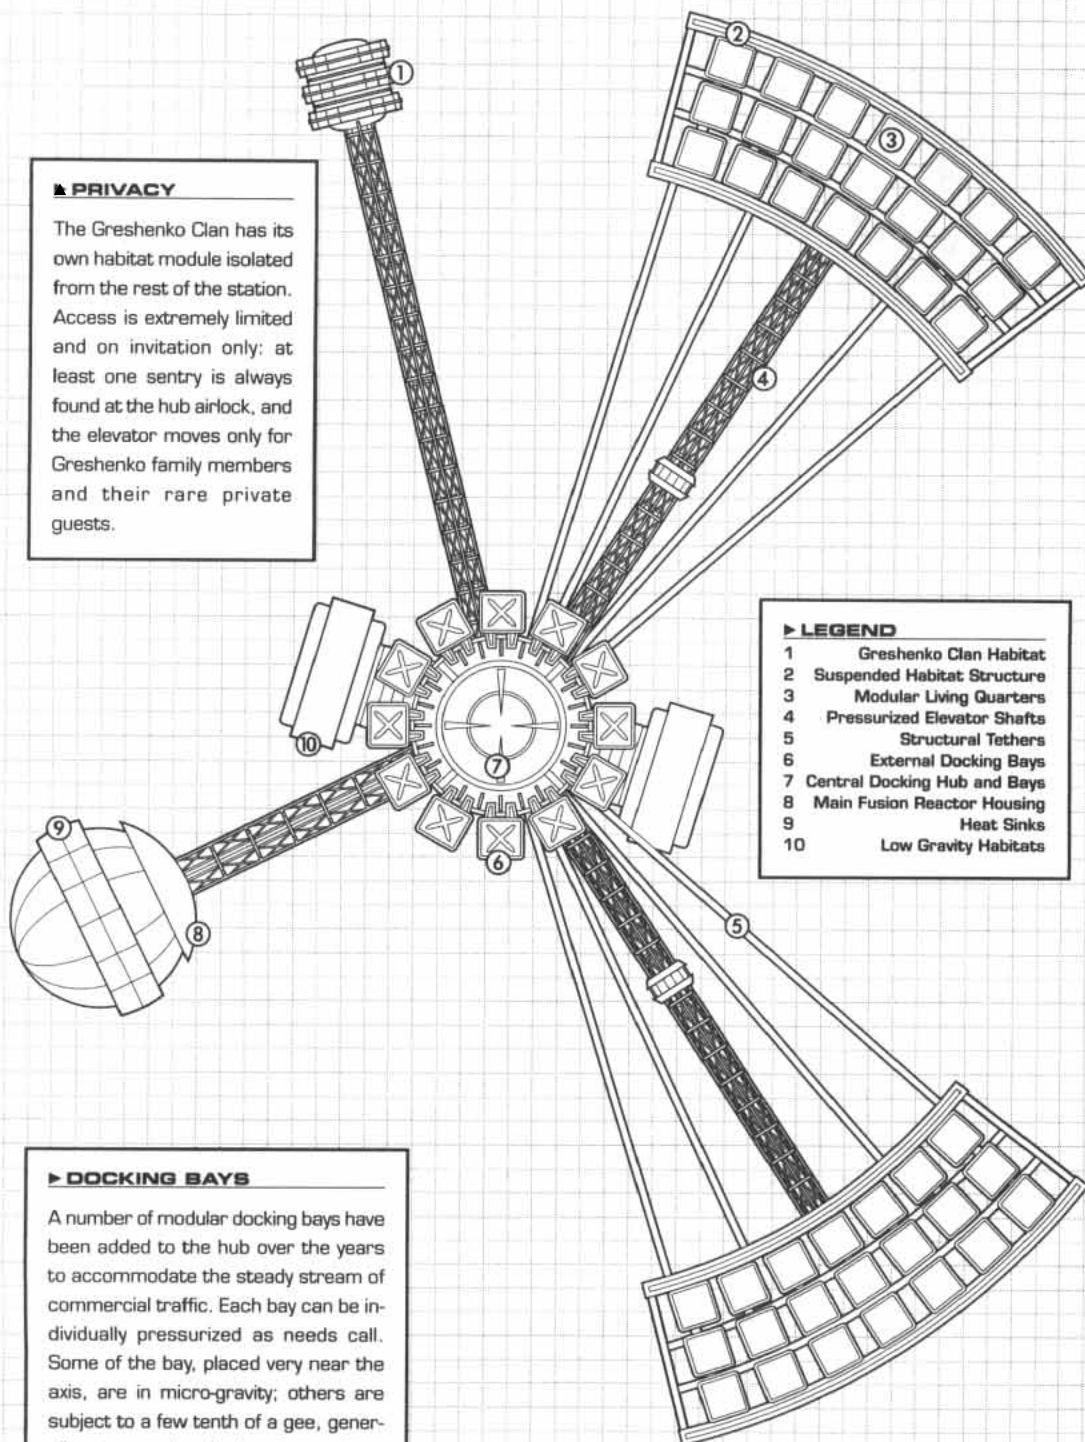 1
2
3
▶ PRIVACY
The Greshenko Clan has its
own habitat module isolated
from the rest of the station.
Access is extremely limited
and on invitation only: at
least one sentry is always
found at the hub airlock, and
the elevator moves only for
Greshenko family members
and their rare private
guests.
4
▶ LEGEND
1 Greshenko Clan Habitat
2 Suspended Habitat Structure
3 Modular Living Quarters
4 Pressurized Elevator Shafts
5 Structural Tethers
6 External Docking Bays
7 Central Docking Hub and Bays
8 Main Fusion Reactor Housing
9 Heat Sinks
10 Low Gravity Habitats
10
7
9
6
8
5
▶ DOCKING BAYS
A number of modular docking bays have
been added to the hub over the years
to accommodate the steady stream of
commercial traffic. Each bay can be in-
dividually pressurized as needs call.
Some of the bay, placed very near the
axis, are in micro-gravity; others are
subject to a few tenth of a gee, gener-